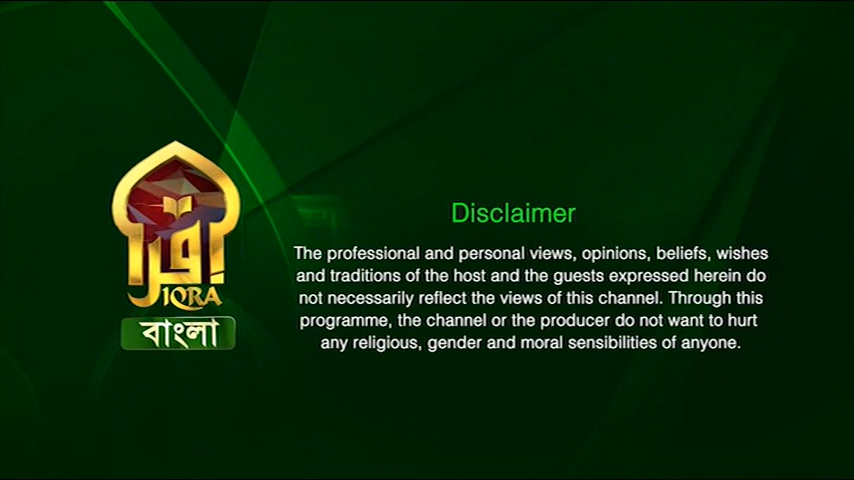 اقرأ
IQRA
বাংলা
Disclaimer
The professional and personal views, opinions, beliefs, wishes
and traditions of the host and the guests expressed herein do
not necessarily reflect the views of this channel. Through this
programme, the channel or the producer do not want to hurt
any religious, gender and moral sensibilities of anyone.